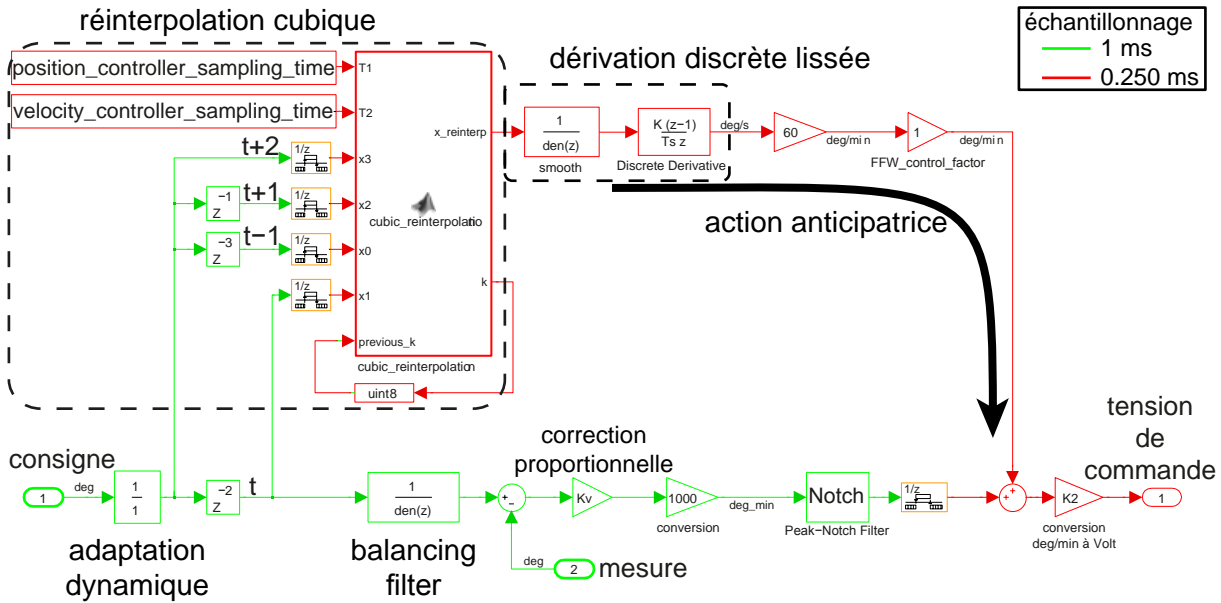 réinterpolation cubique
échantillonnage
1 ms
0.250 ms
position_controller_sampling_time
T1
dérivation discrète lissée
velocity_controller_sampling_time
T2
x_reinterp
1
den(z)
smooth
K (z−1)
Ts z
Discrete Derivative
deg/s
60
deg/min
1
deg/min
FFW_control_factor
t+2
1/z
x3
−1
Z
t+1
1/z
x2
cubic_reinterpolation
action anticipatrice
−3
Z
t−1
1/z
x0
k
1/z
x1
previous_k
cubic_reinterpolation
uint8
consigne
1
deg
1
1
adaptation
dynamique
−2
Z
t
1
den(z)
balancing
filter
+
−
deg
2
mesure
correction
proportionnelle
Kv
1000
conversion
deg_min
Notch
Peak−Notch Filter
1/z
+
+
K2
conversion
deg/min à Volt
tension
de
commande
1